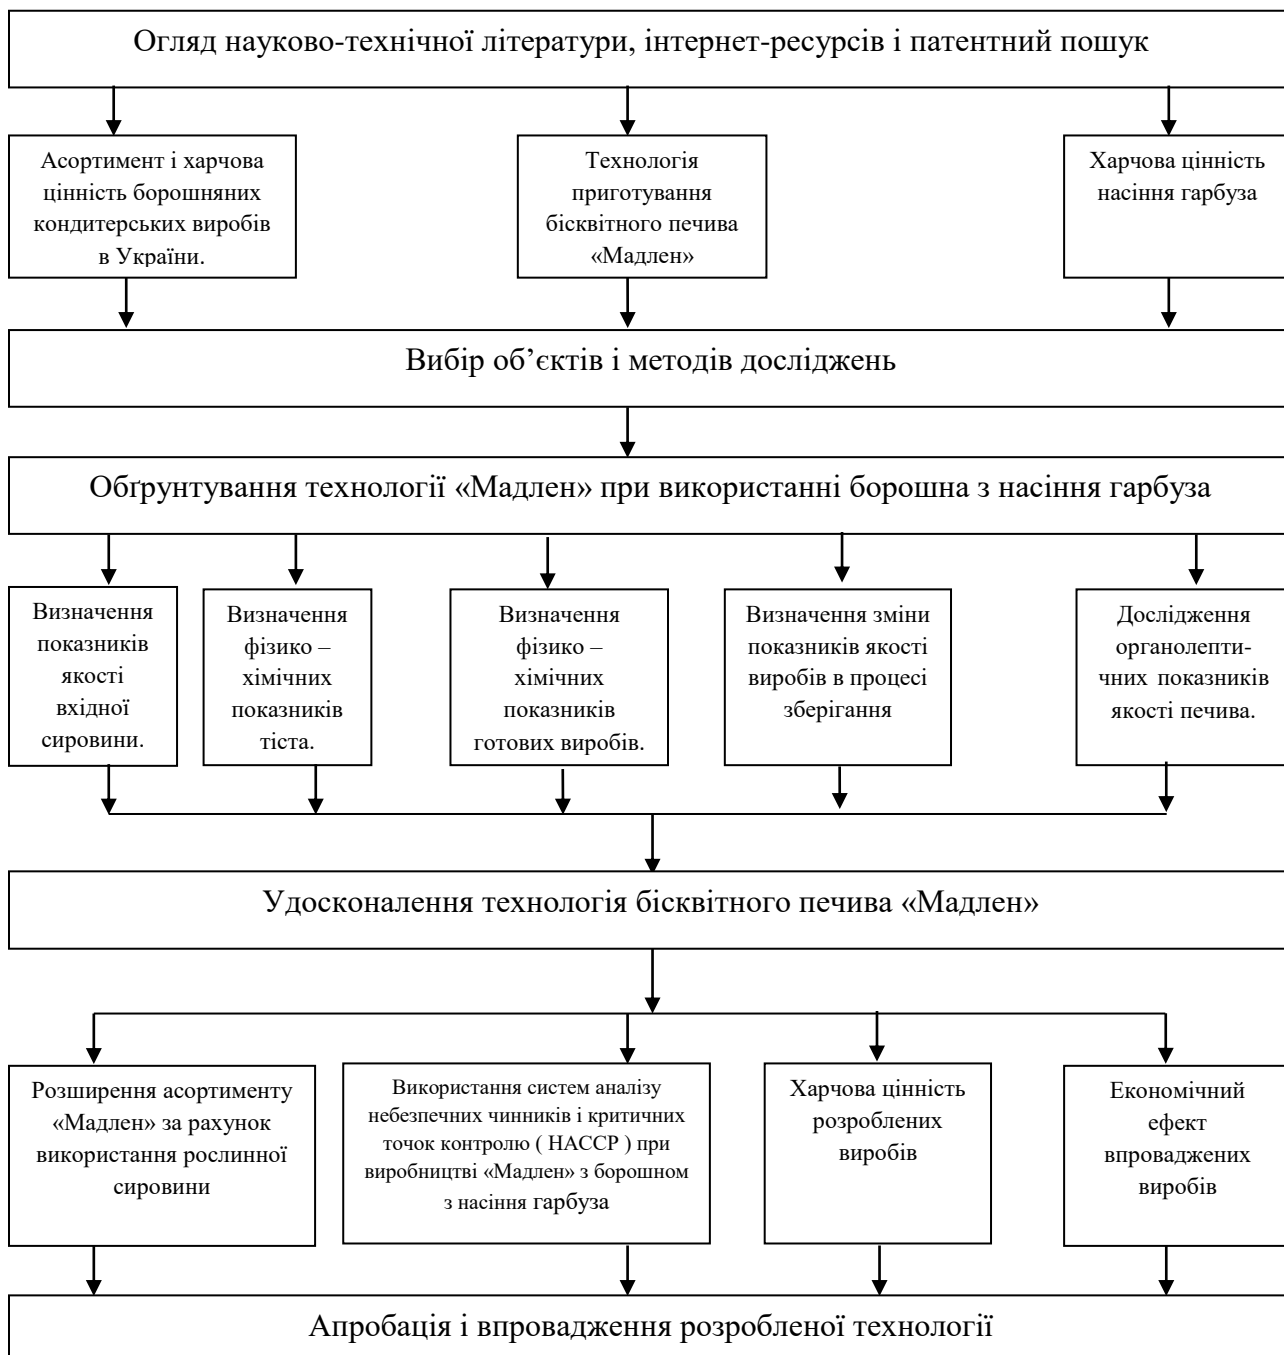 Огляд науково-технічної літератури, інтернет-ресурсів і патентний пошук
Асортимент і харчова
цінність борошняних
кондитерських виробів
в України.
Технологія
приготування
бісквітного печива
«Мадлен»
Харчова цінність
насіння гарбуза
Вибір об’єктів і методів досліджень
Обґрунтування технології «Мадлен» при використанні борошна з насіння гарбуза
Визначення
показників
якості
вхідної
сировини.
Визначення
фізико –
хімічних
показників
тіста.
Визначення
фізико –
хімічних
показників
готових виробів.
Визначення зміни
показників якості
виробів в процесі
зберігання
Дослідження
органолепти-
чних показників
якості печива.
Удосконалення технологія бісквітного печива «Мадлен»
Розширення асортименту
«Мадлен» за рахунок
використання рослинної
сировини
Використання систем аналізу
небезпечних чинників і критичних
точок контролю ( НАССР ) при
виробництві «Мадлен» з борошном
з насіння гарбуза
Харчова цінність
розроблених
виробів
Економічний
ефект
впроваджених
виробів
Апробація і впровадження розробленої технології